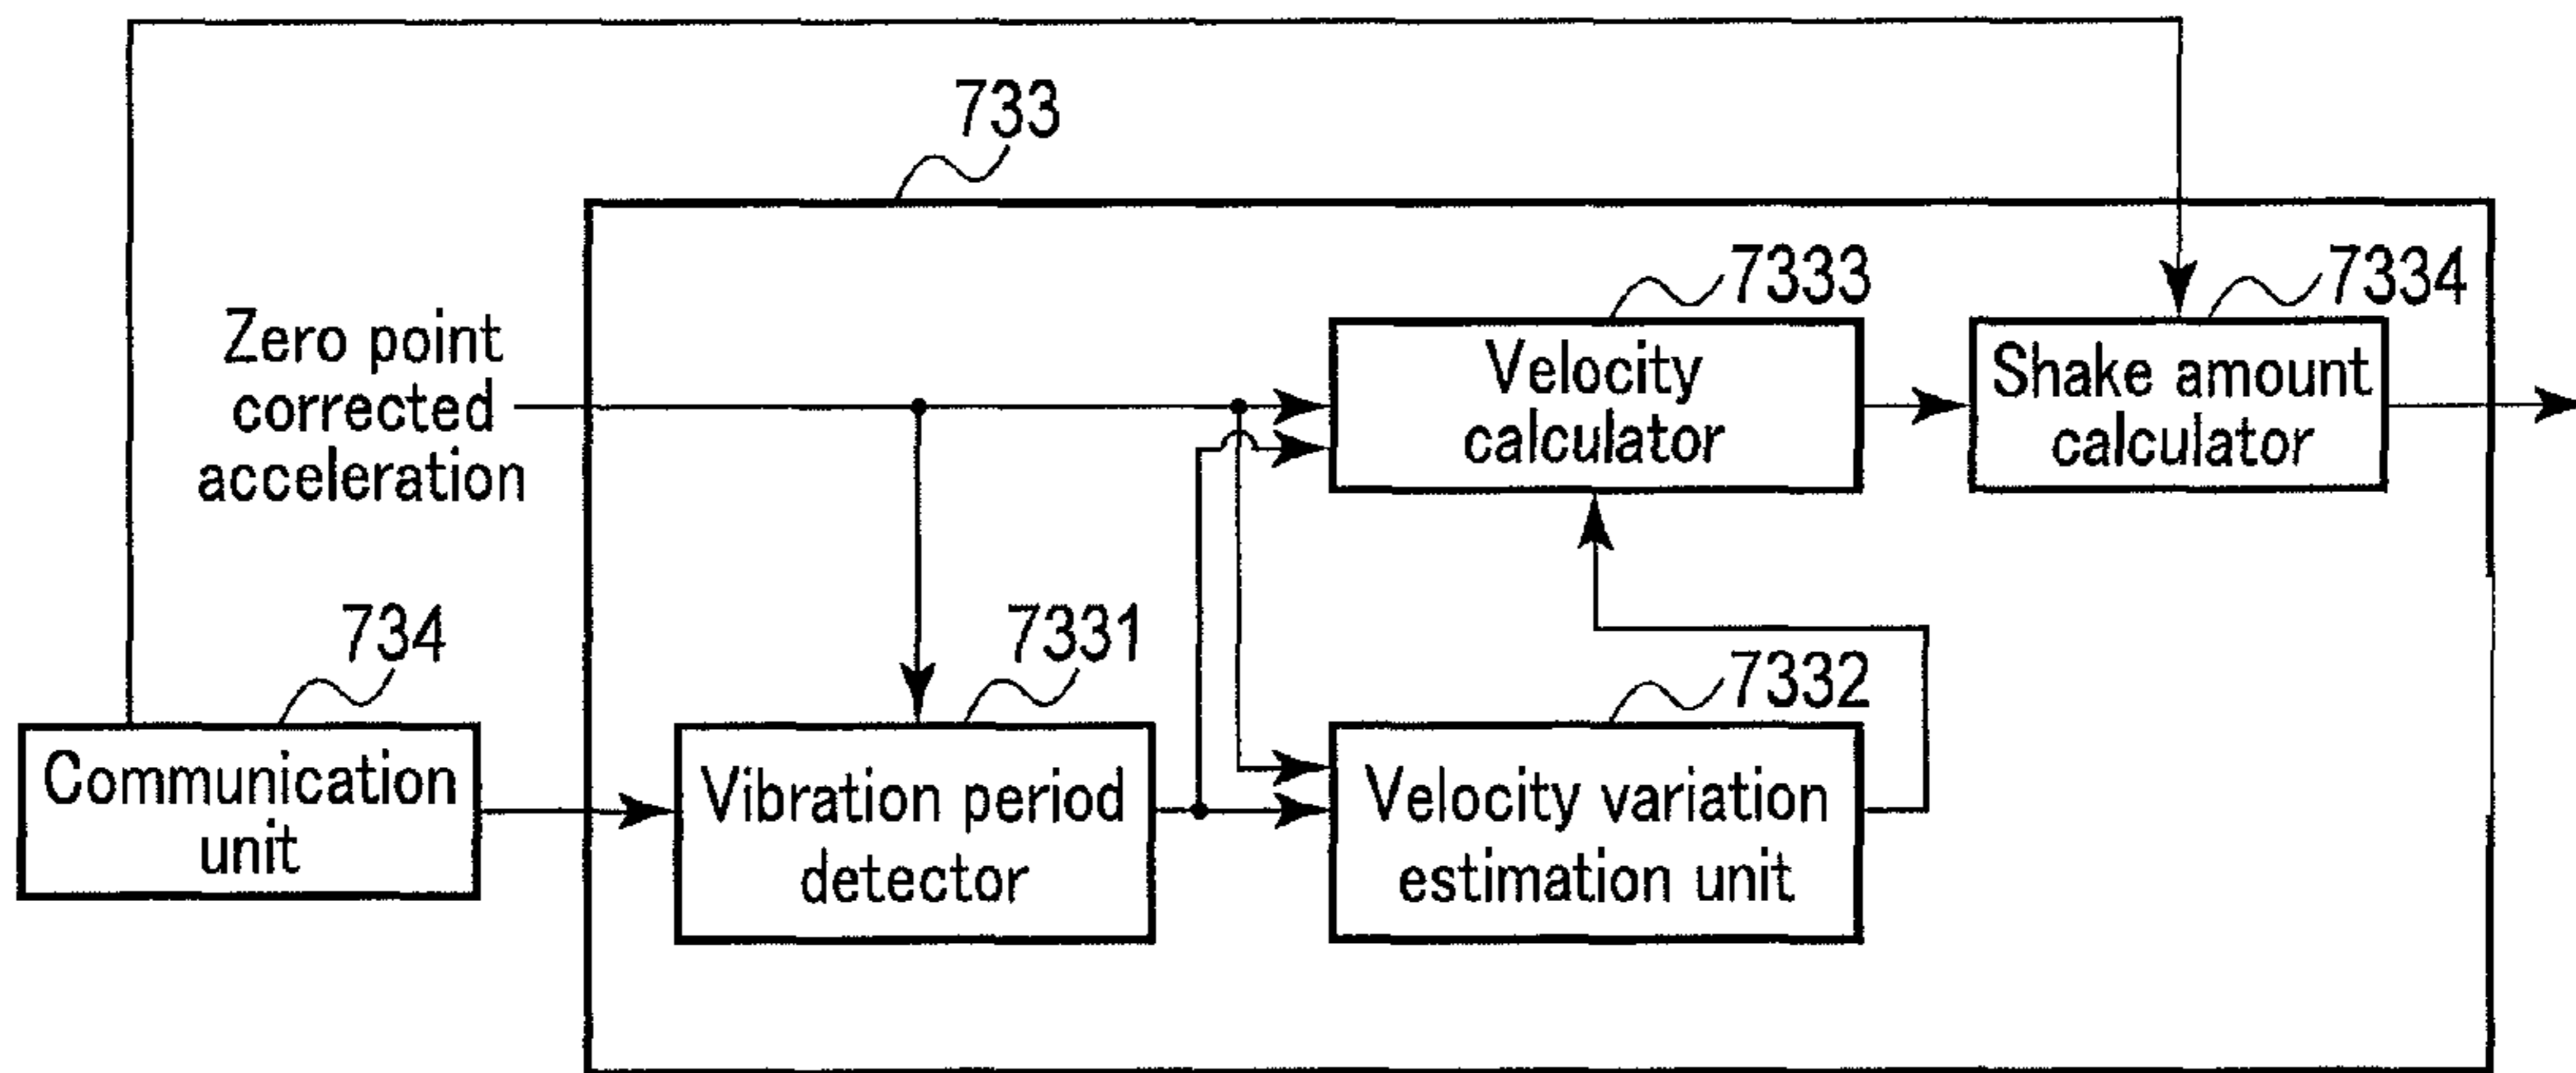 733
7333
7334
Zero point
corrected
acceleration
Velocity
calculator
Shake amount
calculator
734
7331
7332
Communication
unit
Vibration period
detector
Velocity variation
estimation unit